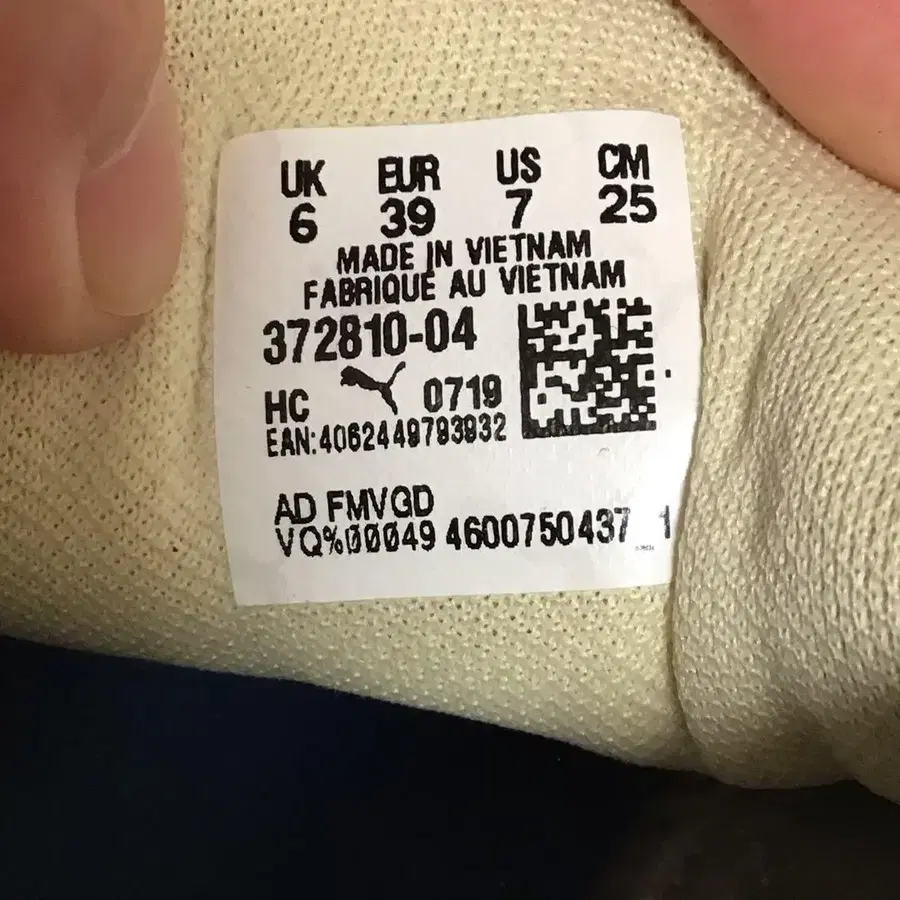 UK EUR US CM
6 39 7 25
MADE IN VIETNAM
FABRIQUÉ AU VIETNAM
372810-04
HC 0719
EAN:4062449793932
AD FMVGD
VQ%00049 4600750437 1